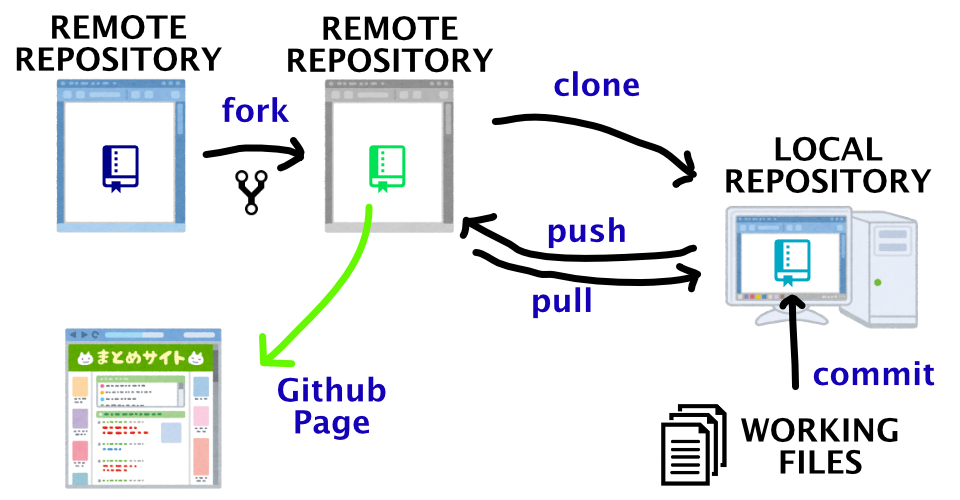 REMOTE
REPOSITORY
REMOTE
REPOSITORY
fork
clone
LOCAL
REPOSITORY
push
pull
まとめサイト
Github
Page
commit
WORKING
FILES